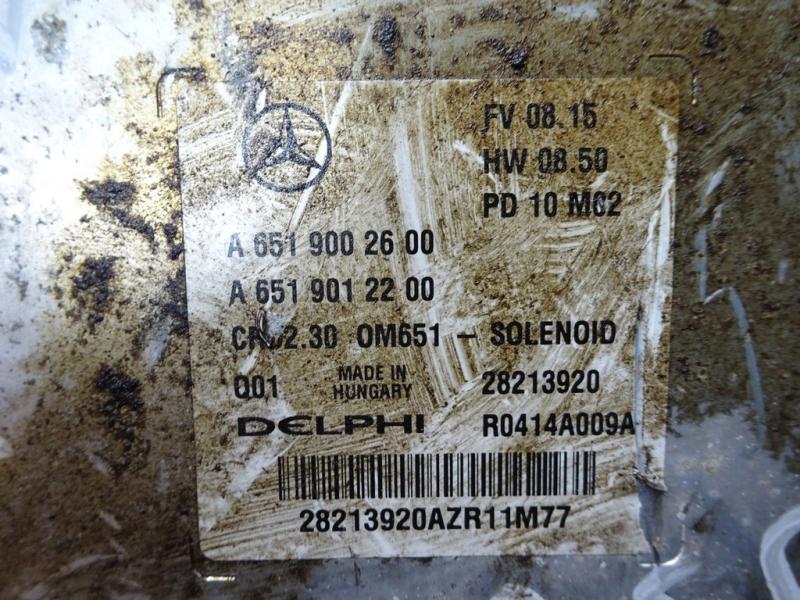 FV 08.15
HW 08.50
PD 10 M02
A 651 900 26 00
A 651 901 22 00
2.30 OM651 - SOLENOID
Q01 MADE IN HUNGARY 28213920
DELPHI R0414A009A
28213920AZR11M77